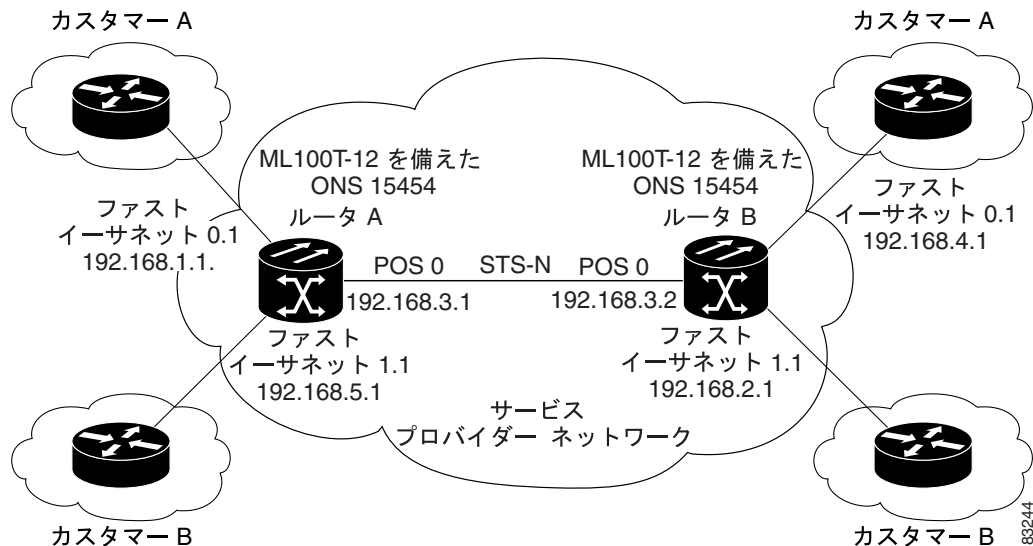 カスタマー A
カスタマー A
ML100T-12 を備えた
ONS 15454
ルータ A
ML100T-12 を備えた
ONS 15454
ルータ B
ファスト
イーサネット 0.1
192.168.1.1.
ファスト
イーサネット 0.1
192.168.4.1
POS 0
STS-N
POS 0
192.168.3.1
192.168.3.2
ファスト
イーサネット 1.1
192.168.5.1
ファスト
イーサネット 1.1
192.168.2.1
サービス
プロバイダー ネットワーク
カスタマー B
カスタマー B
83244